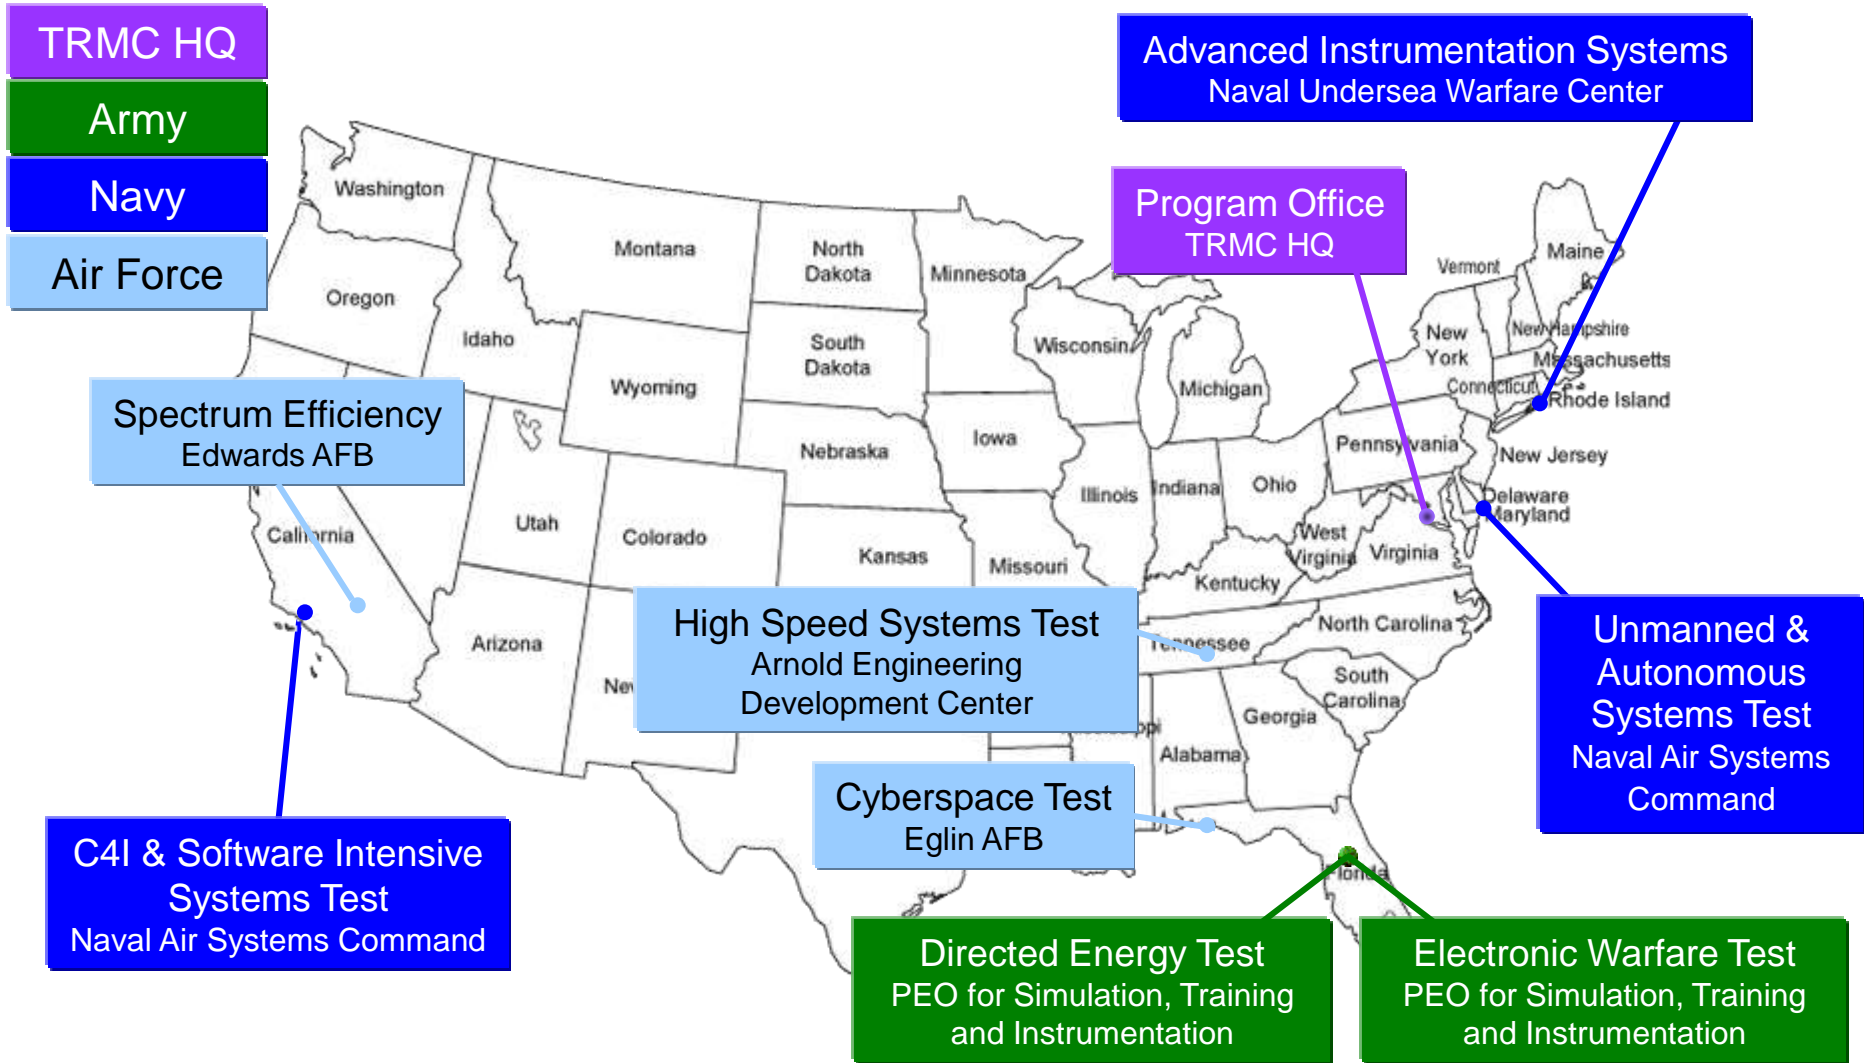 TRMC HQ
Army
Navy
Air Force
Advanced Instrumentation Systems
Naval Undersea Warfare Center
Program Office
TRMC HQ
Spectrum Efficiency
Edwards AFB
High Speed Systems Test
Arnold Engineering
Development Center
Cyberspace Test
Eglin AFB
Unmanned &
Autonomous
Systems Test
Naval Air Systems
Command
C4I & Software Intensive
Systems Test
Naval Air Systems Command
Directed Energy Test
PEO for Simulation, Training
and Instrumentation
Electronic Warfare Test
PEO for Simulation, Training
and Instrumentation
Washington
Oregon
Idaho
Montana
Wyoming
North
Dakota
South
Dakota
Nebraska
Minnesota
Wisconsin
Michigan
Iowa
Illinois
Indiana
Ohio
Pennsylvania
New
York
Vermont
Maine
New Hampshire
Massachusetts
Connecticut
Rhode Island
New Jersey
Delaware
Maryland
West
Virginia
Virginia
Kentucky
Missouri
Kansas
Colorado
Utah
California
Arizona
Tennessee
North Carolina
South
Carolina
Georgia
Alabama
Florida